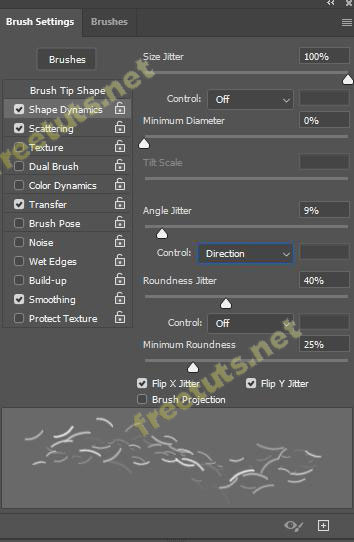 Brush Settings Brushes
Brushes
Size Jitter 100%
Control: Off
Brush Tip Shape
Shape Dynamics
Minimum Diameter 0%
Scattering
Texture
Tilt Scale
Dual Brush
Color Dynamics
Transfer
Angle Jitter 9%
Brush Pose
Noise
Control: Direction
Wet Edges
Build-up
Roundness Jitter 40%
Smoothing
Protect Texture
Control: Off
Minimum Roundness 25%
Flip X Jitter Flip Y Jitter
Brush Projection
freetuts.net
freetuts.net
freetuts.net